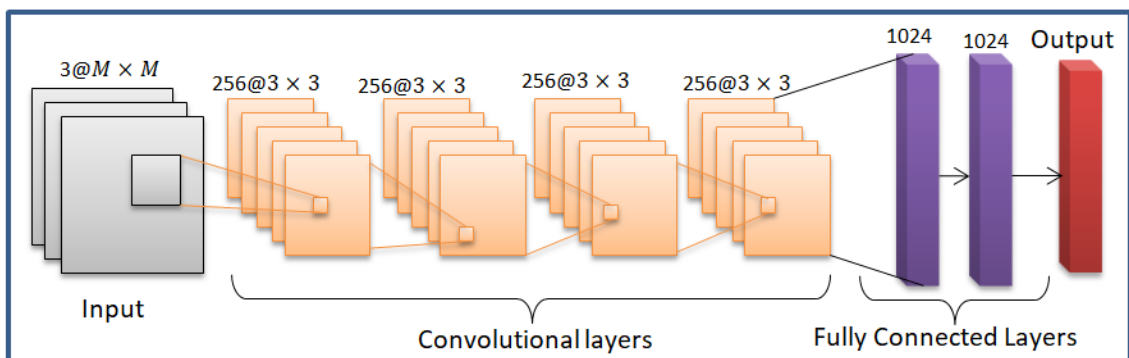 3@M × M
256@3 × 3
256@3 × 3
256@3 × 3
256@3 × 3
1024
1024
Output
Input
Convolutional layers
Fully Connected Layers